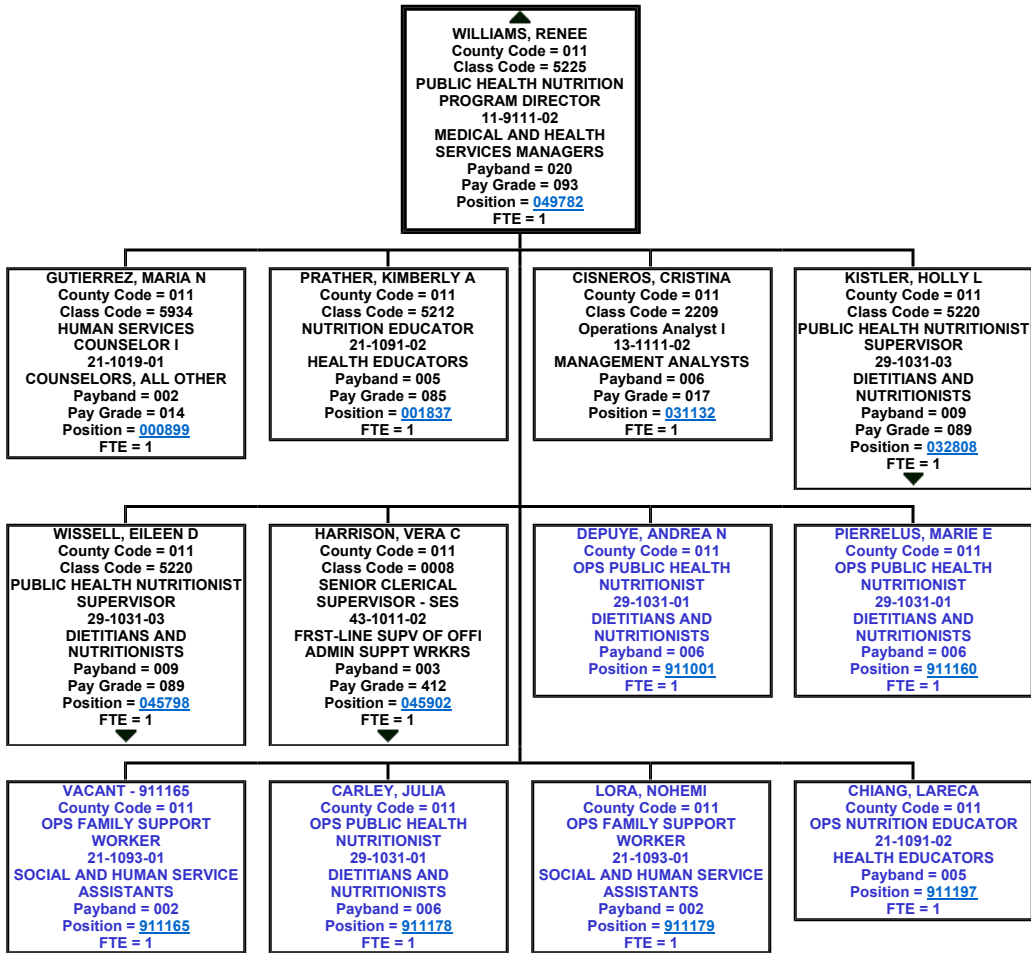 WILLIAMS, RENEE
County Code = 011
Class Code = 5225
PUBLIC HEALTH NUTRITION
PROGRAM DIRECTOR
11-9111-02
MEDICAL AND HEALTH
SERVICES MANAGERS
Payband = 020
Pay Grade = 093
Position = 049782
FTE = 1
GUTIERREZ, MARIA N
County Code = 011
Class Code = 5934
HUMAN SERVICES
COUNSELOR I
21-1019-01
COUNSELORS, ALL OTHER
Payband = 002
Pay Grade = 014
Position = 000899
FTE = 1
PRATHER, KIMBERLY A
County Code = 011
Class Code = 5212
NUTRITION EDUCATOR
21-1091-02
HEALTH EDUCATORS
Payband = 005
Pay Grade = 085
Position = 001837
FTE = 1
CISNEROS, CRISTINA
County Code = 011
Class Code = 2209
Operations Analyst I
13-1111-02
MANAGEMENT ANALYSTS
Payband = 006
Pay Grade = 017
Position = 031132
FTE = 1
KISTLER, HOLLY L
County Code = 011
Class Code = 5220
PUBLIC HEALTH NUTRITIONIST
SUPERVISOR
29-1031-03
DIETITIANS AND
NUTRITIONISTS
Payband = 009
Pay Grade = 089
Position = 032808
FTE = 1
WISSELL, EILEEN D
County Code = 011
Class Code = 5220
PUBLIC HEALTH NUTRITIONIST
SUPERVISOR
29-1031-03
DIETITIANS AND
NUTRITIONISTS
Payband = 009
Pay Grade = 089
Position = 045798
FTE = 1
HARRISON, VERA C
County Code = 011
Class Code = 0008
SENIOR CLERICAL
SUPERVISOR - SES
43-1011-02
FRST-LINE SUPV OF OFFI
ADMIN SUPPT WRKRS
Payband = 003
Pay Grade = 412
Position = 045902
FTE = 1
DEPUYE, ANDREA N
County Code = 011
OPS PUBLIC HEALTH
NUTRITIONIST
29-1031-01
DIETITIANS AND
NUTRITIONISTS
Payband = 006
Position = 911001
FTE = 1
PIERRELUS, MARIE E
County Code = 011
OPS PUBLIC HEALTH
NUTRITIONIST
29-1031-01
DIETITIANS AND
NUTRITIONISTS
Payband = 006
Position = 911160
FTE = 1
VACANT - 911165
County Code = 011
OPS FAMILY SUPPORT
WORKER
21-1093-01
SOCIAL AND HUMAN SERVICE
ASSISTANTS
Payband = 002
Position = 911165
FTE = 1
CARLEY, JULIA
County Code = 011
OPS PUBLIC HEALTH
NUTRITIONIST
29-1031-01
DIETITIANS AND
NUTRITIONISTS
Payband = 006
Position = 911178
FTE = 1
LORA, NOHEMI
County Code = 011
OPS FAMILY SUPPORT
WORKER
21-1093-01
SOCIAL AND HUMAN SERVICE
ASSISTANTS
Payband = 002
Position = 911179
FTE = 1
CHIANG, LARECA
County Code = 011
OPS NUTRITION EDUCATOR
21-1091-02
HEALTH EDUCATORS
Payband = 005
Position = 911197
FTE = 1